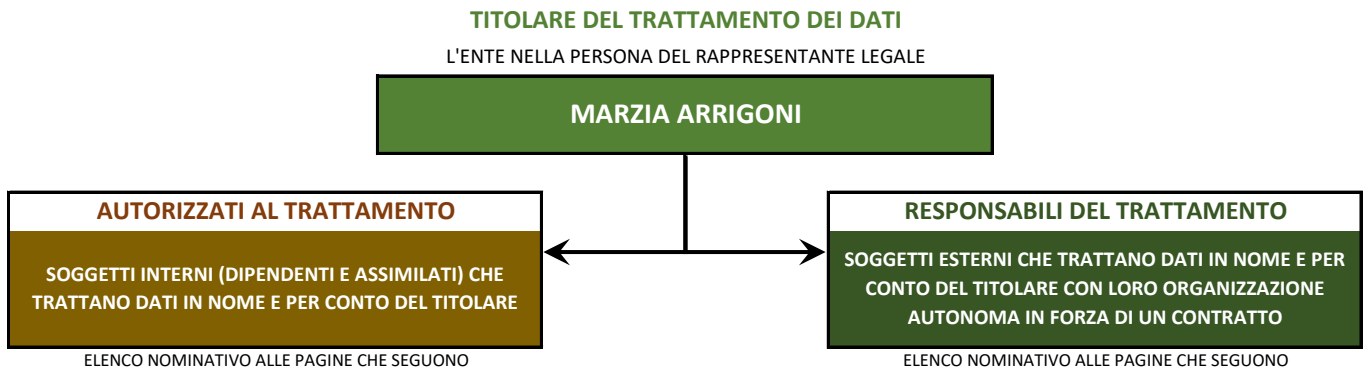 TITOLARE DEL TRATTAMENTO DEI DATI
L'ENTE NELLA PERSONA DEL RAPPRESENTANTE LEGALE
MARZIA ARRIGONI
AUTORIZZATI AL TRATTAMENTO
SOGGETTI INTERNI (DIPENDENTI E ASSIMILATI) CHE
TRATTANO DATI IN NOME E PER CONTO DEL TITOLARE
ELENCO NOMINATIVO ALLE PAGINE CHE SEGUONO
RESPONSABILI DEL TRATTAMENTO
SOGGETTI ESTERNI CHE TRATTANO DATI IN NOME E PER
CONTO DEL TITOLARE CON LORO ORGANIZZAZIONE
AUTONOMA IN FORZA DI UN CONTRATTO
ELENCO NOMINATIVO ALLE PAGINE CHE SEGUONO